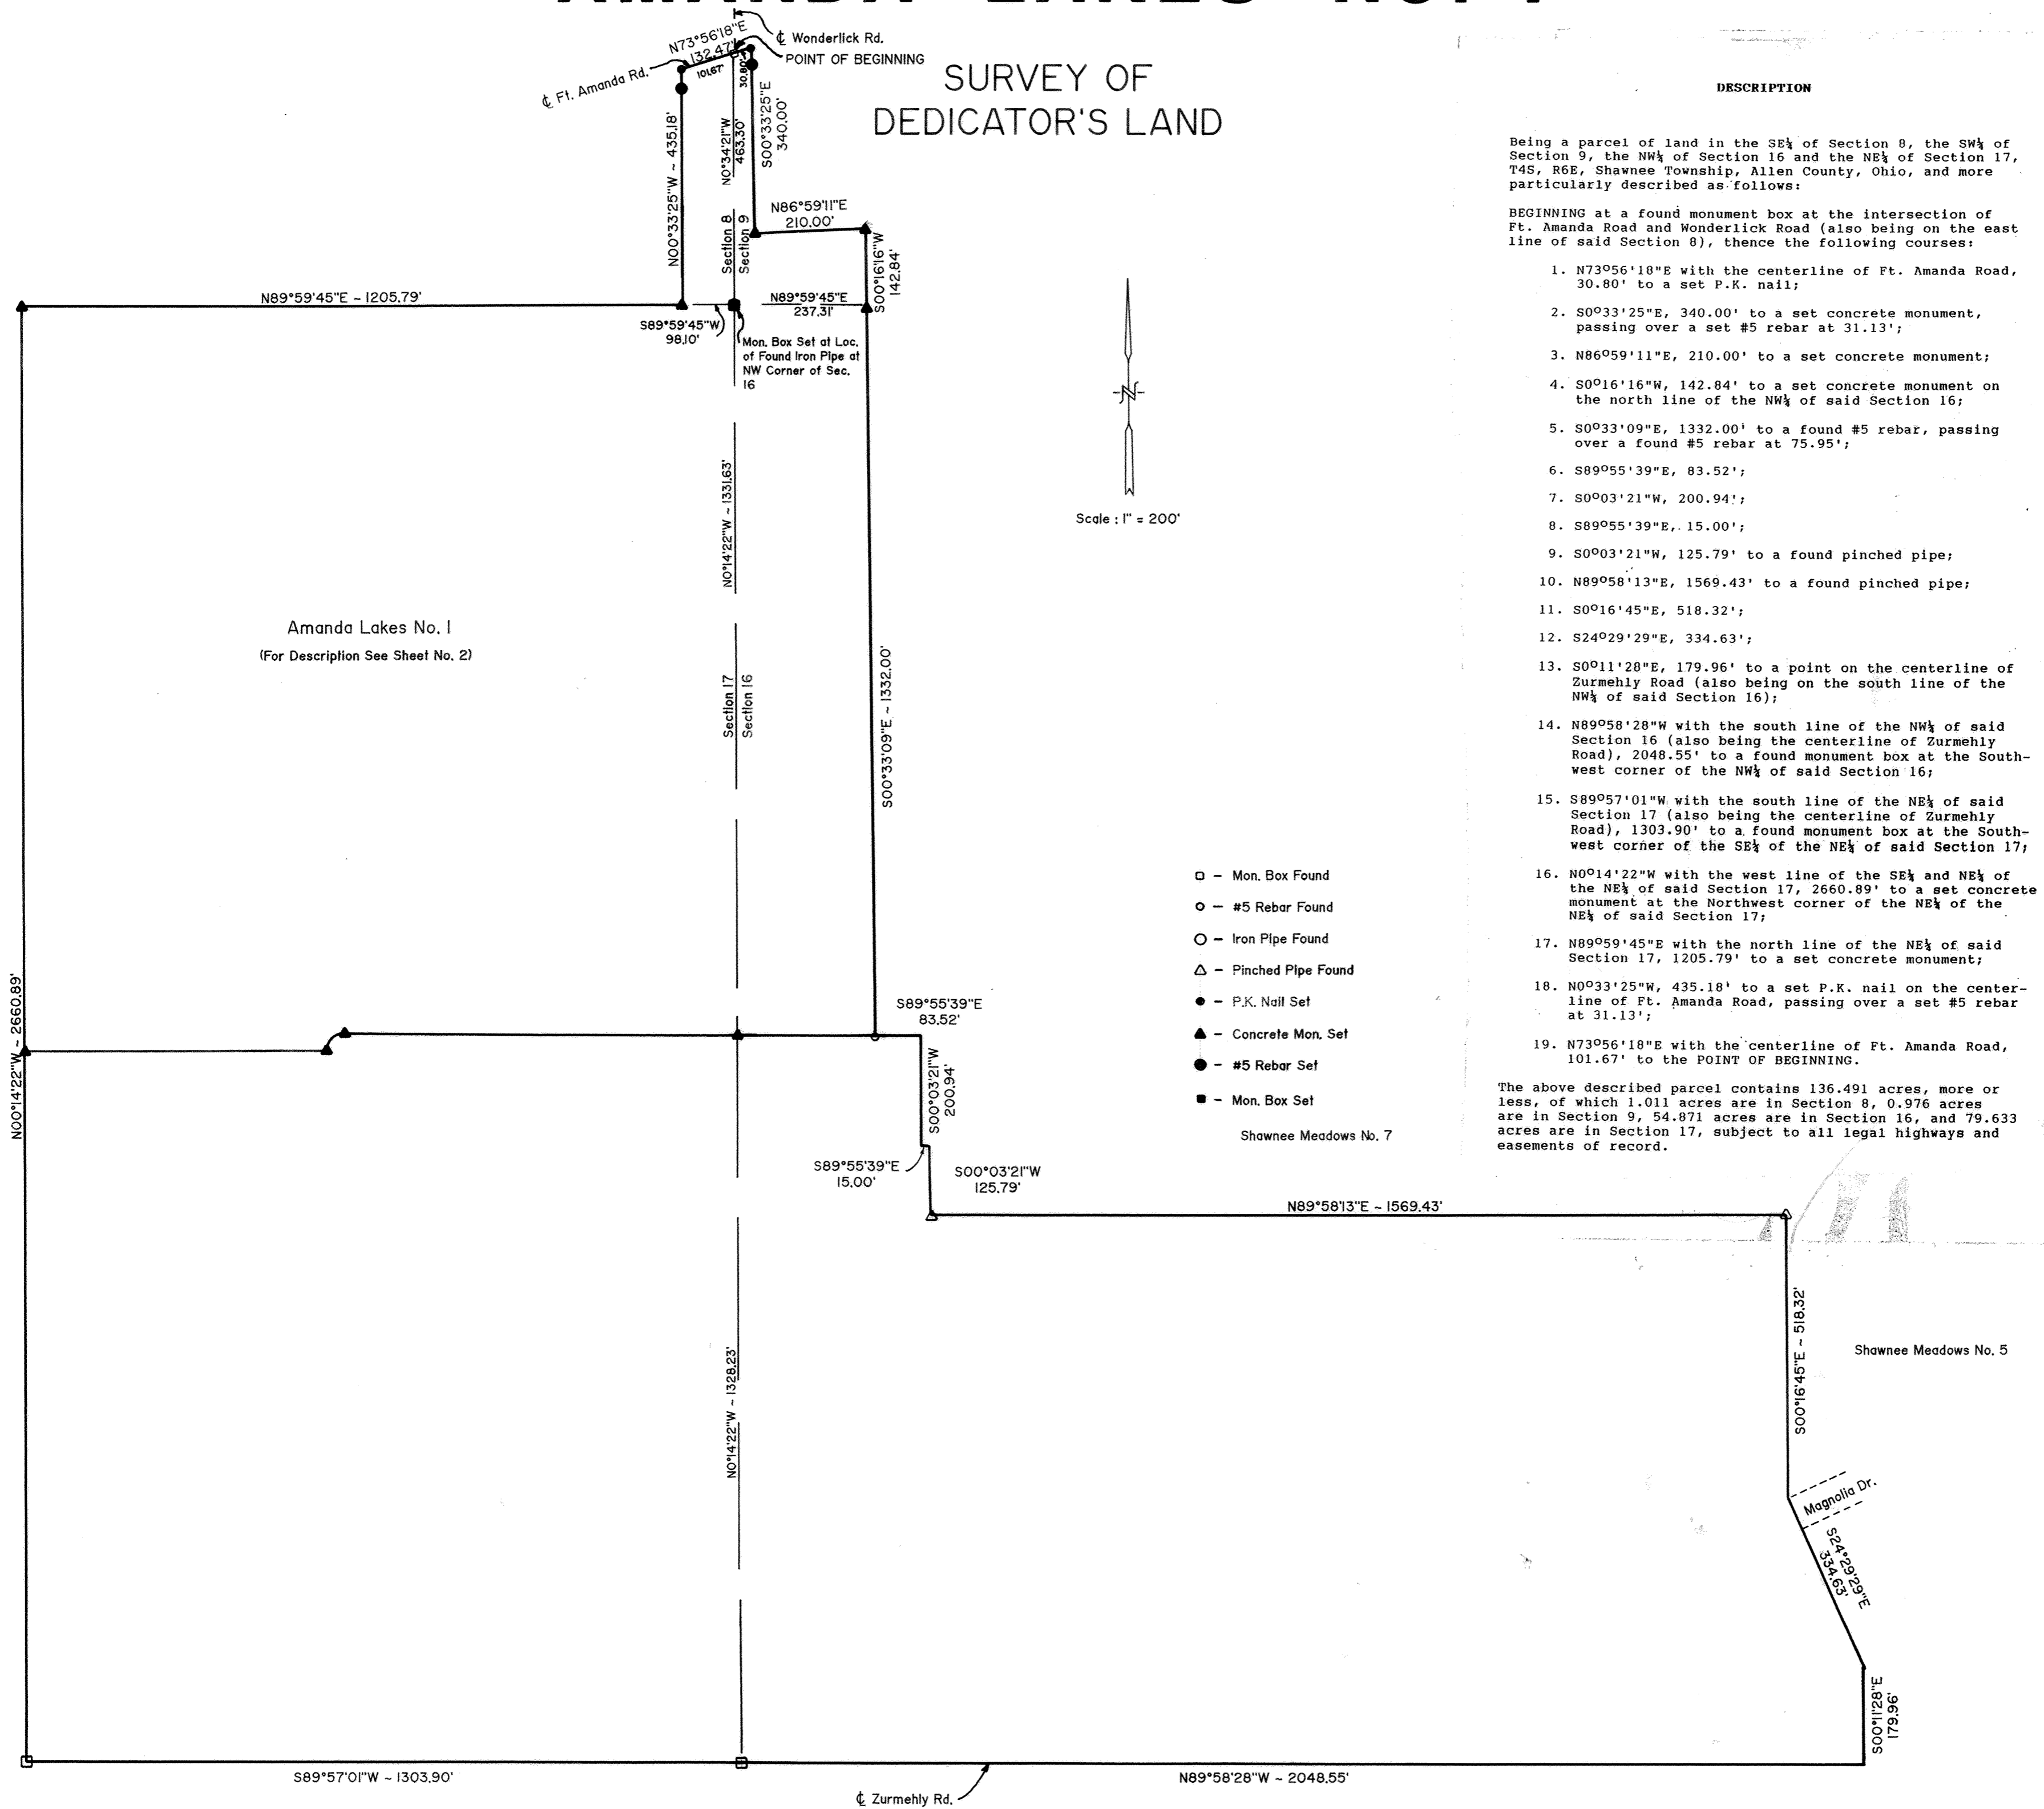 SURVEY OF
DEDICATOR'S LAND
N73°56'18"E
132.47'
101.67'
30.80'
℄ Wonderlick Rd.
POINT OF BEGINNING
℄ Ft. Amanda Rd.
N00°33'25"W ~ 435.18'
N0°34'21"W
463.30'
S00°33'25"E
340.00'
Section 8
Section 9
N86°59'11"E
210.00'
S00°16'16"W
142.84'
N89°59'45"E ~ 1205.79'
S89°59'45"W
98.10'
N89°59'45"E
237.31'
Mon. Box Set at Loc.
of Found Iron Pipe at
NW Corner of Sec.
16
Scale : 1" = 200'
N0°14'22"W ~ 1331.63'
Amanda Lakes No. 1
(For Description See Sheet No. 2)
Section 17
Section 16
S00°33'09"E ~ 1332.00'
N00°14'22"W ~ 2660.89'
S89°55'39"E
83.52'
S00°03'21"W
200.94'
S89°55'39"E
15.00'
S00°03'21"W
125.79'
N89°58'13"E ~ 1569.43'
S00°16'45"E ~ 518.32'
Shawnee Meadows No. 5
Magnolia Dr.
S24°29'29"E
334.63'
S00°11'28"E
179.96'
N0°14'22"W ~ 1328.23'
S89°57'01"W ~ 1303.90'
N89°58'28"W ~ 2048.55'
℄ Zurmehly Rd.
□ – Mon. Box Found
○ – #5 Rebar Found
○ – Iron Pipe Found
△ – Pinched Pipe Found
● – P.K. Nail Set
▲ – Concrete Mon. Set
● – #5 Rebar Set
■ – Mon. Box Set
Shawnee Meadows No. 7
DESCRIPTION
Being a parcel of land in the SE¼ of Section 8, the SW¼ of
Section 9, the NW¼ of Section 16 and the NE¼ of Section 17,
T4S, R6E, Shawnee Township, Allen County, Ohio, and more
particularly described as follows:
BEGINNING at a found monument box at the intersection of
Ft. Amanda Road and Wonderlick Road (also being on the east
line of said Section 8), thence the following courses:
1. N73°56'18"E with the centerline of Ft. Amanda Road,
30.80' to a set P.K. nail;
2. S0°33'25"E, 340.00' to a set concrete monument,
passing over a set #5 rebar at 31.13';
3. N86°59'11"E, 210.00' to a set concrete monument;
4. S0°16'16"W, 142.84' to a set concrete monument on
the north line of the NW¼ of said Section 16;
5. S0°33'09"E, 1332.00' to a found #5 rebar, passing
over a found #5 rebar at 75.95';
6. S89°55'39"E, 83.52';
7. S0°03'21"W, 200.94';
8. S89°55'39"E, 15.00';
9. S0°03'21"W, 125.79' to a found pinched pipe;
10. N89°58'13"E, 1569.43' to a found pinched pipe;
11. S0°16'45"E, 518.32';
12. S24°29'29"E, 334.63';
13. S0°11'28"E, 179.96' to a point on the centerline of
Zurmehly Road (also being on the south line of the
NW¼ of said Section 16);
14. N89°58'28"W with the south line of the NW¼ of said
Section 16 (also being the centerline of Zurmehly
Road), 2048.55' to a found monument box at the South-
west corner of the NW¼ of said Section 16;
15. S89°57'01"W with the south line of the NE¼ of said
Section 17 (also being the centerline of Zurmehly
Road), 1303.90' to a found monument box at the South-
west corner of the SE¼ of the NE¼ of said Section 17;
16. N0°14'22"W with the west line of the SE¼ and NE¼ of
the NE¼ of said Section 17, 2660.89' to a set concrete
monument at the Northwest corner of the NE¼ of the
NE¼ of said Section 17;
17. N89°59'45"E with the north line of the NE¼ of said
Section 17, 1205.79' to a set concrete monument;
18. N0°33'25"W, 435.18' to a set P.K. nail on the center-
line of Ft. Amanda Road, passing over a set #5 rebar
at 31.13';
19. N73°56'18"E with the centerline of Ft. Amanda Road,
101.67' to the POINT OF BEGINNING.
The above described parcel contains 136.491 acres, more or
less, of which 1.011 acres are in Section 8, 0.976 acres
are in Section 9, 54.871 acres are in Section 16, and 79.633
acres are in Section 17, subject to all legal highways and
easements of record.